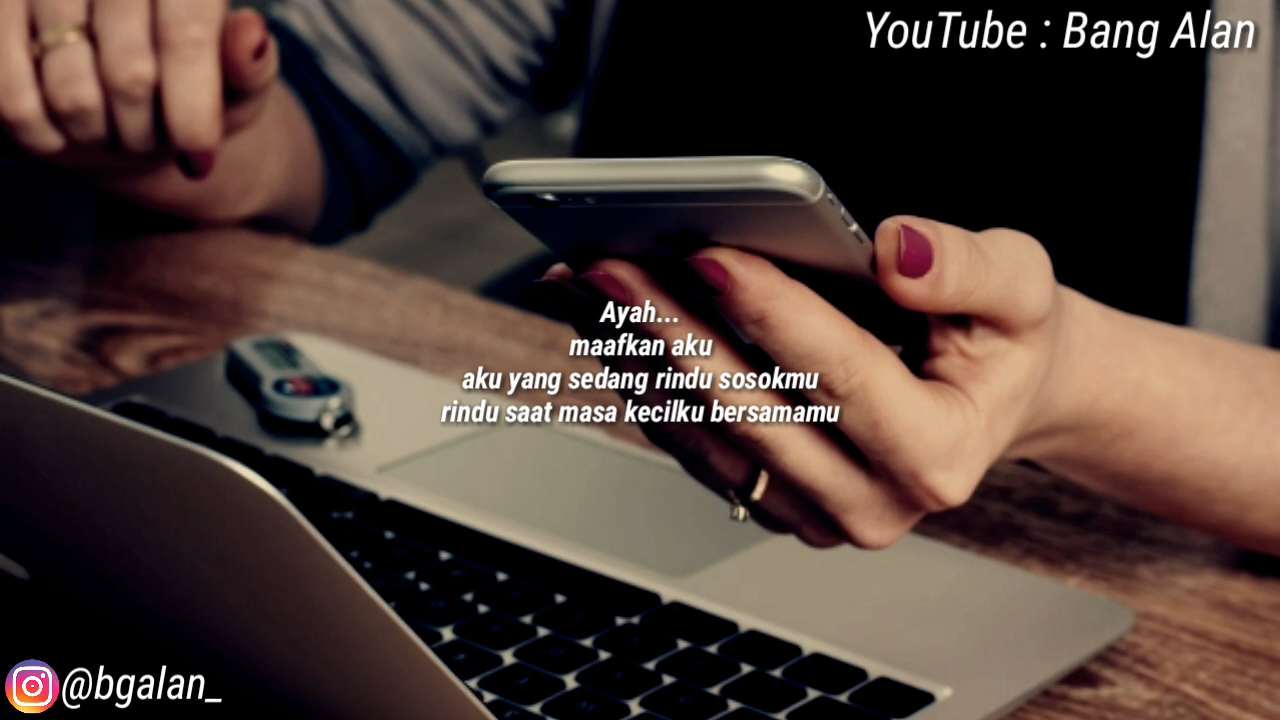 YouTube : Bang Alan
Ayah...
maafkan aku
aku yang sedang rindu sosokmu
rindu saat masa kecilku bersamamu
@bgalan_